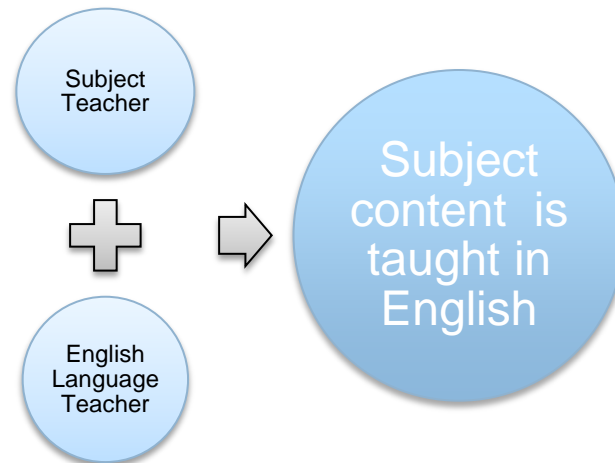 Subject
Teacher
English
Language
Teacher
Subject
content is
taught in
English